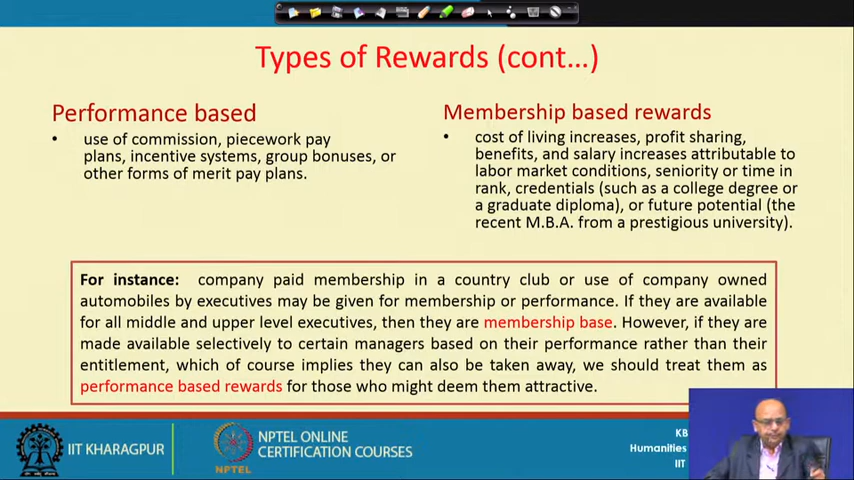 Types of Rewards (cont...)
Performance based
• use of commission, piecework pay
plans, incentive systems, group bonuses, or
other forms of merit pay plans.
Membership based rewards
• cost of living increases, profit sharing,
benefits, and salary increases attributable to
labor market conditions, seniority or time in
rank, credentials (such as a college degree or
a graduate diploma), or future potential (the
recent M.B.A. from a prestigious university).
For instance: company paid membership in a country club or use of company owned
automobiles by executives may be given for membership or performance. If they are available
for all middle and upper level executives, then they are membership base. However, if they are
made available selectively to certain managers based on their performance rather than their
entitlement, which of course implies they can also be taken away, we should treat them as
performance based rewards for those who might deem them attractive.
IIT KHARAGPUR
NPTEL
NPTEL ONLINE
CERTIFICATION COURSES
KB
Humanities
IIT